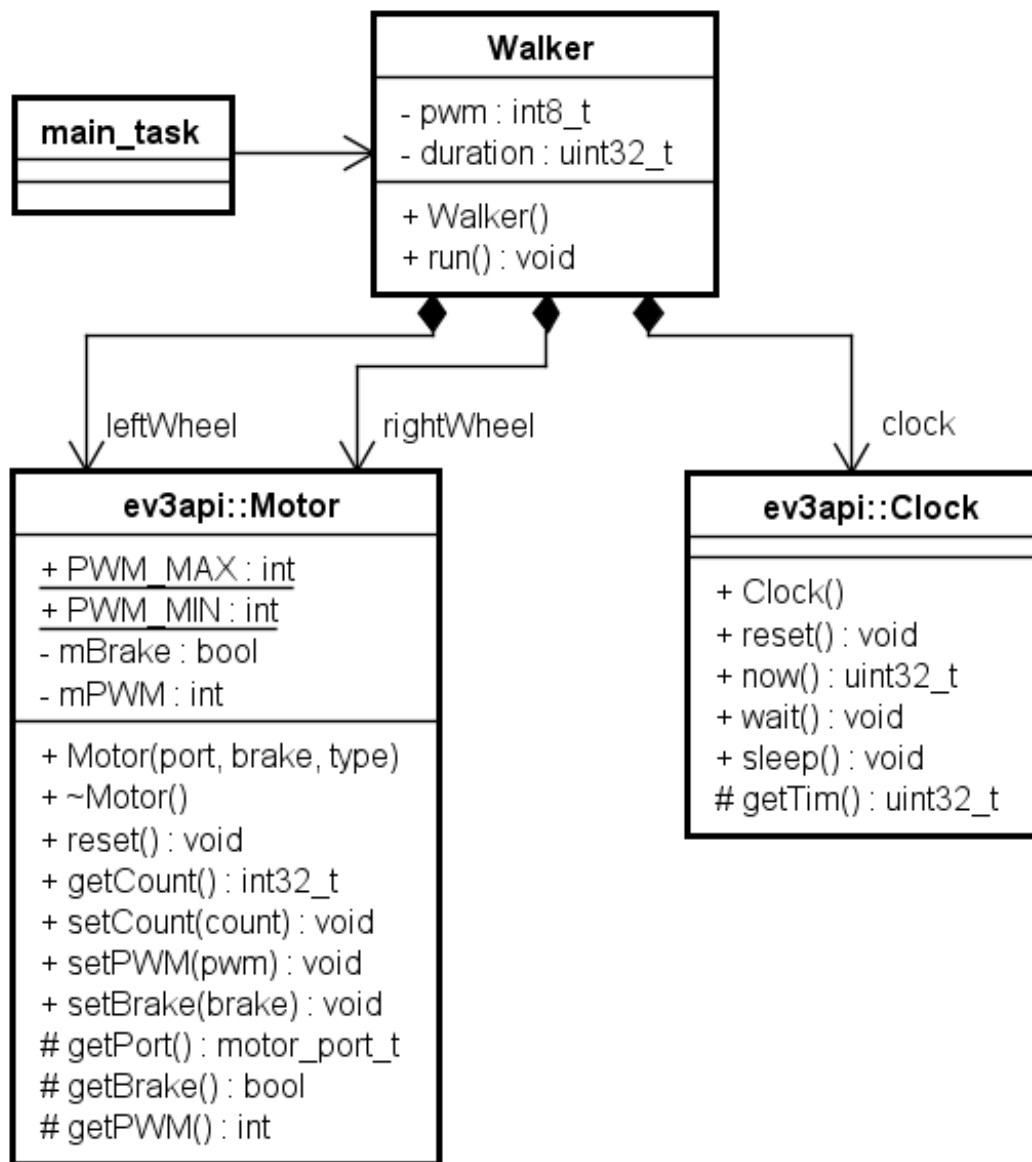 Walker
- pwm : int8_t
- duration : uint32_t
+ Walker()
+ run() : void
main_task
leftWheel
rightWheel
clock
ev3api::Motor
+ PWM_MAX : int
+ PWM_MIN : int
- mBrake : bool
- mPWM : int
+ Motor(port, brake, type)
+ ~Motor()
+ reset() : void
+ getCount() : int32_t
+ setCount(count) : void
+ setPWM(pwm) : void
+ setBrake(brake) : void
# getPort() : motor_port_t
# getBrake() : bool
# getPWM() : int
ev3api::Clock
+ Clock()
+ reset() : void
+ now() : uint32_t
+ wait() : void
+ sleep() : void
# getTim() : uint32_t